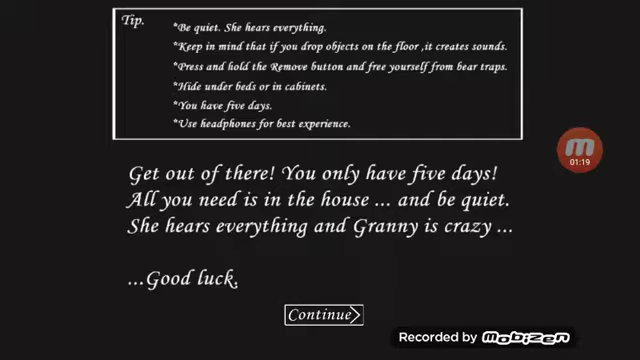 Tip.
*Be quiet. She hears everything.
*Keep in mind that if you drop objects on the floor ,it creates sounds.
*Press and hold the Remove button and free yourself from bear traps.
*Hide under beds or in cabinets.
*You have five days.
*Use headphones for best experience.
01:19
Get out of there! You only have five days!
All you need is in the house ... and be quiet.
She hears everything and Granny is crazy ...
...Good luck.
Continue
Recorded by mobizen